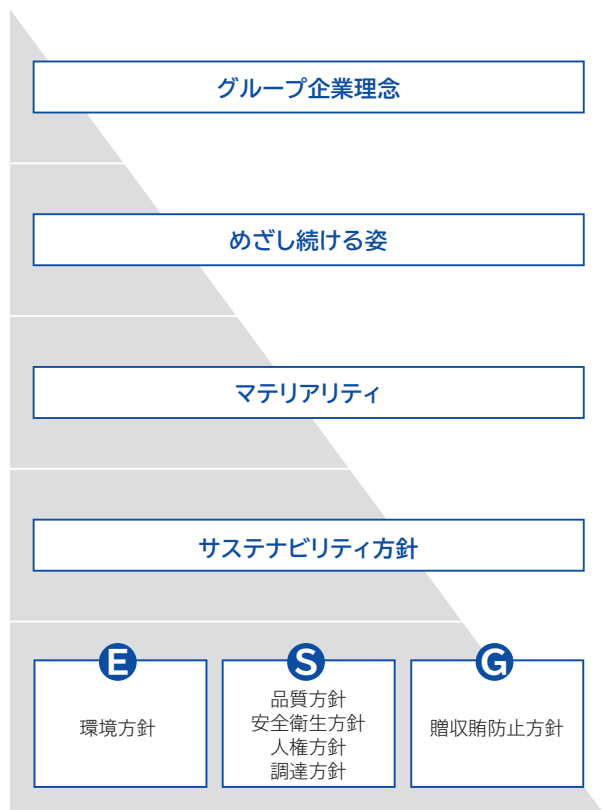 グループ企業理念
めざし続ける姿
マテリアリティ
サステナビリティ方針
E
環境方針
S
品質方針
安全衛生方針
人権方針
調達方針
G
贈収賄防止方針